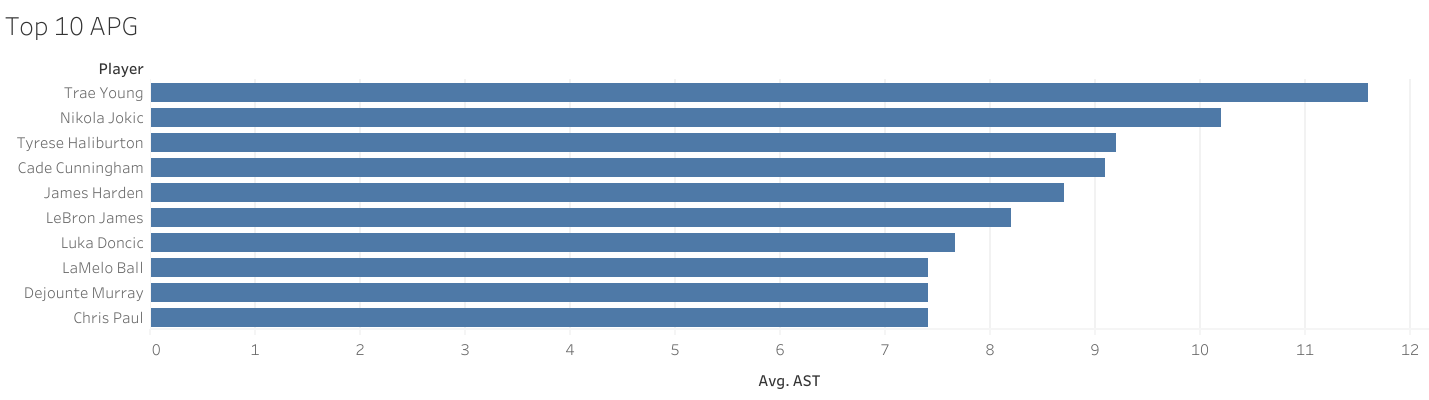 Top 10 APG
Player
Trae Young
Nikola Jokic
Tyrese Haliburton
Cade Cunningham
James Harden
LeBron James
Luka Doncic
LaMelo Ball
Dejounte Murray
Chris Paul
0 1 2 3 4 5 6 7 8 9 10 11 12
Avg. AST